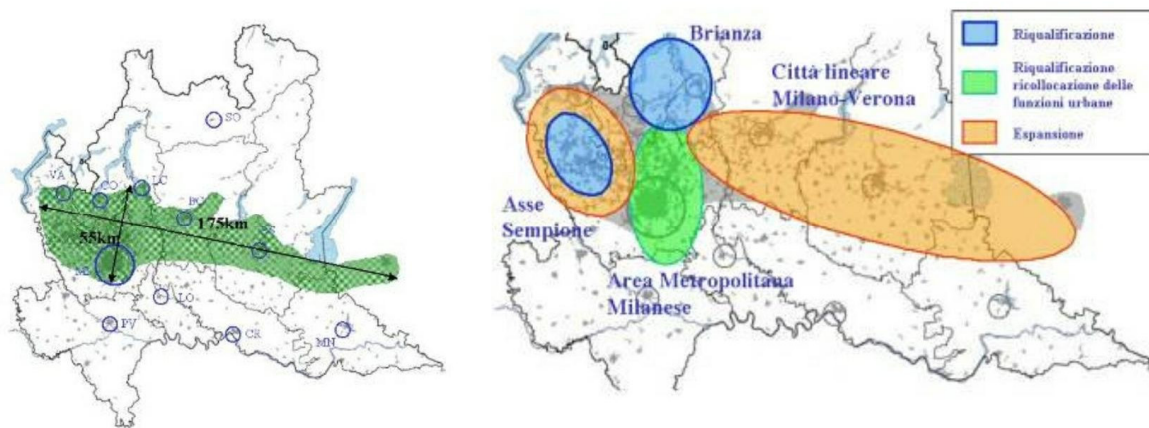 SO
VA
CO
LC
BG
175km
55km
MI
LO
PV
CR
MN
Brianza
Città lineare
Milano-Verona
Asse
Sempione
Area Metropolitana
Milanese
Riqualificazione
Riqualificazione
ricollocazione delle
funzioni urbane
Espansione